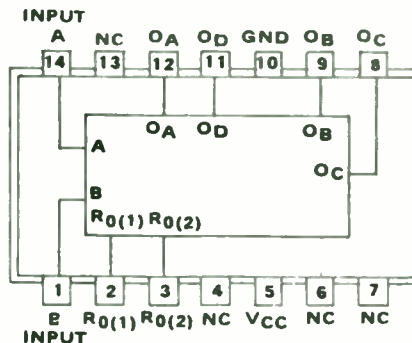 INPUT
A NC OA OD GND OB OC
14 13 12 11 10 9 8
OA OD OB
A
OC
B
R0(1) R0(2)
1 2 3 4 5 6 7
B R0(1) R0(2) NC VCC NC NC
INPUT